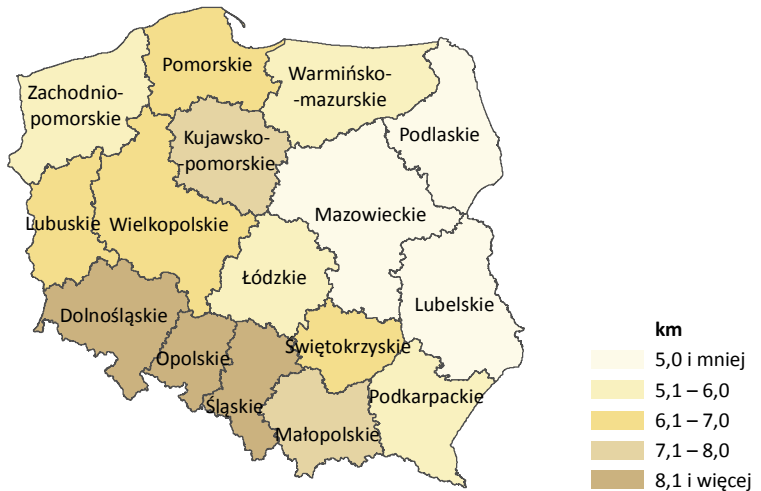 Pomorskie
Warmińsko-
-mazurskie
Zachodnio-
pomorskie
Kujawsko-
-pomorskie
Podlaskie
Mazowieckie
Lubuskie
Wielkopolskie
Łódzkie
Lubelskie
Dolnośląskie
Opolskie
Świętokrzyskie
Śląskie
Podkarpackie
Małopolskie
km
5,0 i mniej
5,1 – 6,0
6,1 – 7,0
7,1 – 8,0
8,1 i więcej